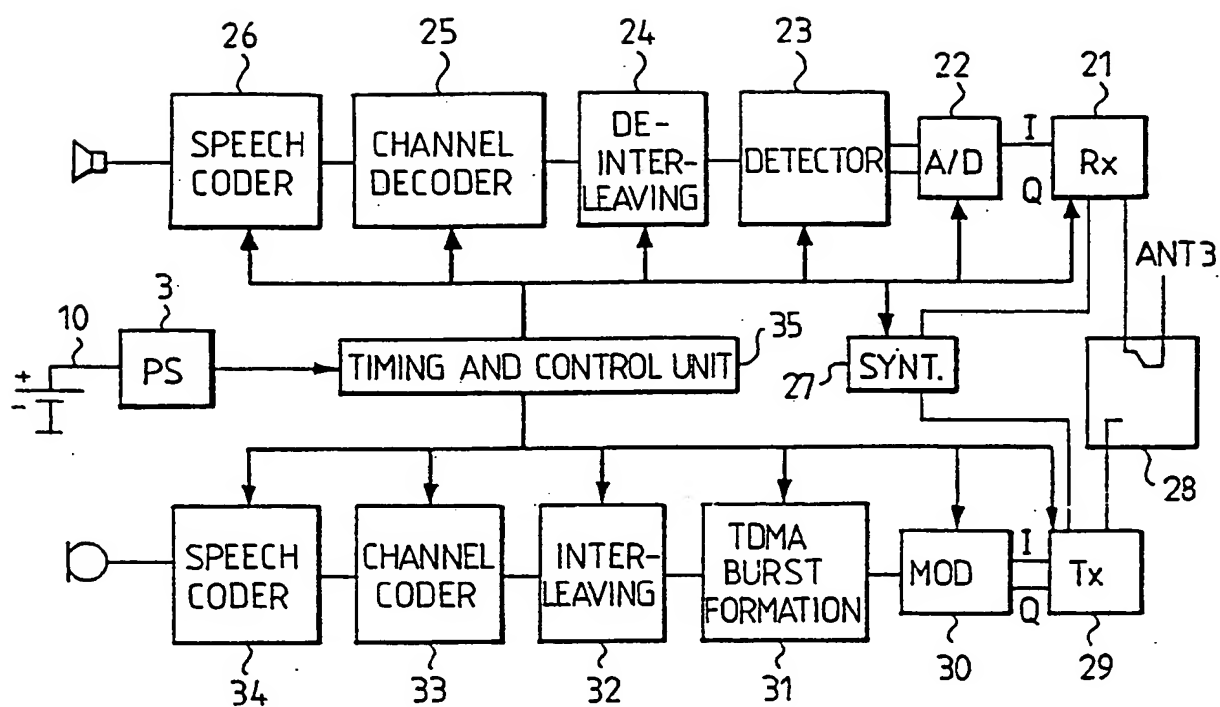 26
25
24
23
22
21
SPEECH
CODER
CHANNEL
DECODER
DE-
INTER-
LEAVING
DETECTOR
A/D
I
Q
Rx
ANT3
10
3
+
-
PS
35
TIMING AND CONTROL UNIT
27
SYNT.
28
SPEECH
CODER
CHANNEL
CODER
INTER-
LEAVING
TDMA
BURST
FORMATION
MOD
I
Q
Tx
34
33
32
31
30
29